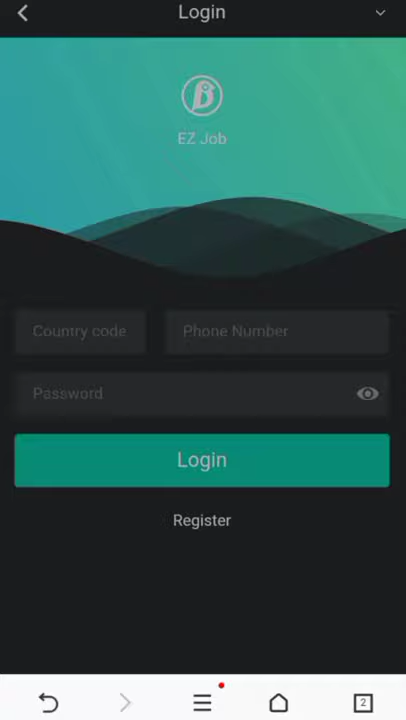 Login
EZ Job
Country code
Phone Number
Password
Login
Register
2